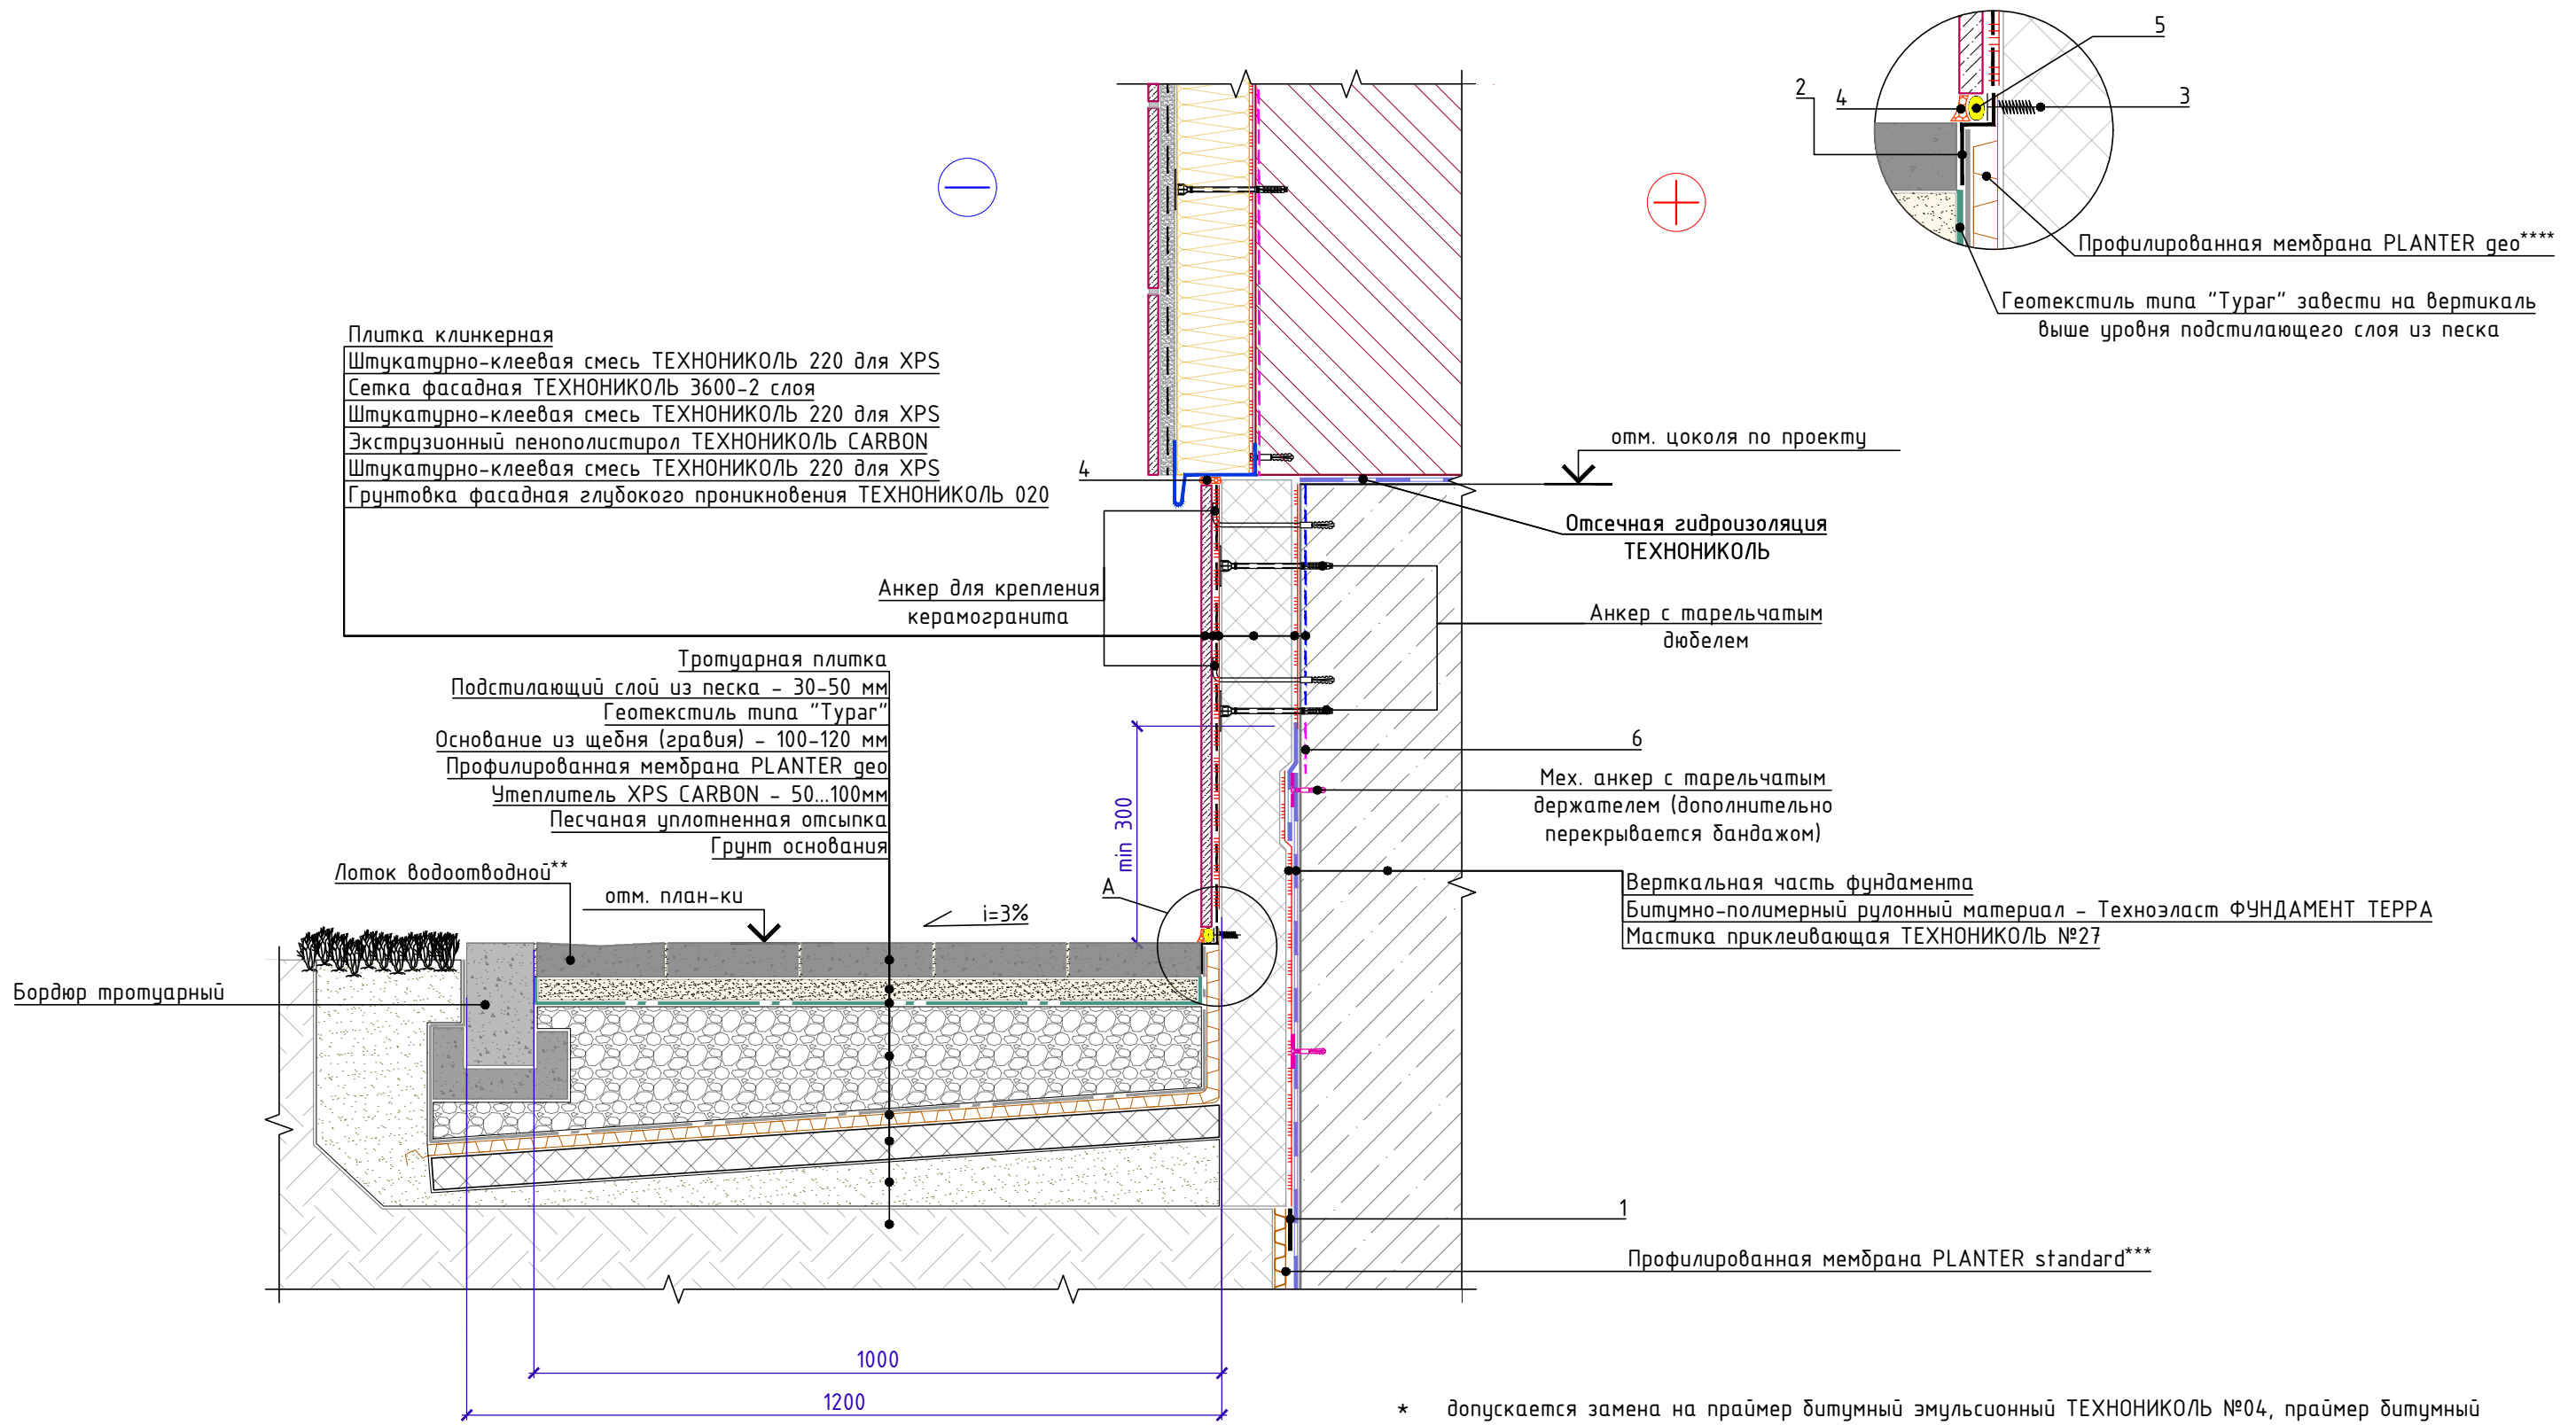 5
2
4
3
Профилированная мембрана PLANTER geo****
Геотекстиль типа "Typar" завести на вертикаль
выше уровня подстилающего слоя из песка
Плитка клинкерная
Штукатурно-клеевая смесь ТЕХНОНИКОЛЬ 220 для XPS
Сетка фасадная ТЕХНОНИКОЛЬ 3600-2 слоя
Штукатурно-клеевая смесь ТЕХНОНИКОЛЬ 220 для XPS
Экструзионный пенополистирол ТЕХНОНИКОЛЬ CARBON
Штукатурно-клеевая смесь ТЕХНОНИКОЛЬ 220 для XPS
Грунтовка фасадная глубокого проникновения ТЕХНОНИКОЛЬ 020
4
отм. цоколя по проекту
Отсечная гидроизоляция
ТЕХНОНИКОЛЬ
Анкер для крепления
керамогранита
Анкер с тарельчатым
дюбелем
Тротуарная плитка
Подстилающий слой из песка - 30-50 мм
Геотекстиль типа "Typar"
Основание из щебня (гравия) - 100-120 мм
Профилированная мембрана PLANTER geo
Утеплитель XPS CARBON - 50...100мм
Песчаная уплотненная отсыпка
Грунт основания
6
Мех. анкер с тарельчатым
держателем (дополнительно
перекрывается бандажом)
min 300
Лоток водоотводной**
отм. план-ки
i=3%
А
Верткальная часть фундамента
Битумно-полимерный рулонный материал - Техноэласт ФУНДАМЕНТ ТЕРРА
Мастика приклеивающая ТЕХНОНИКОЛЬ №27
Бордюр тротуарный
1
Профилированная мембрана PLANTER standard***
1000
1200
* допускается замена на праймер битумный эмульсионный ТЕХНОНИКОЛЬ №04, праймер битумный